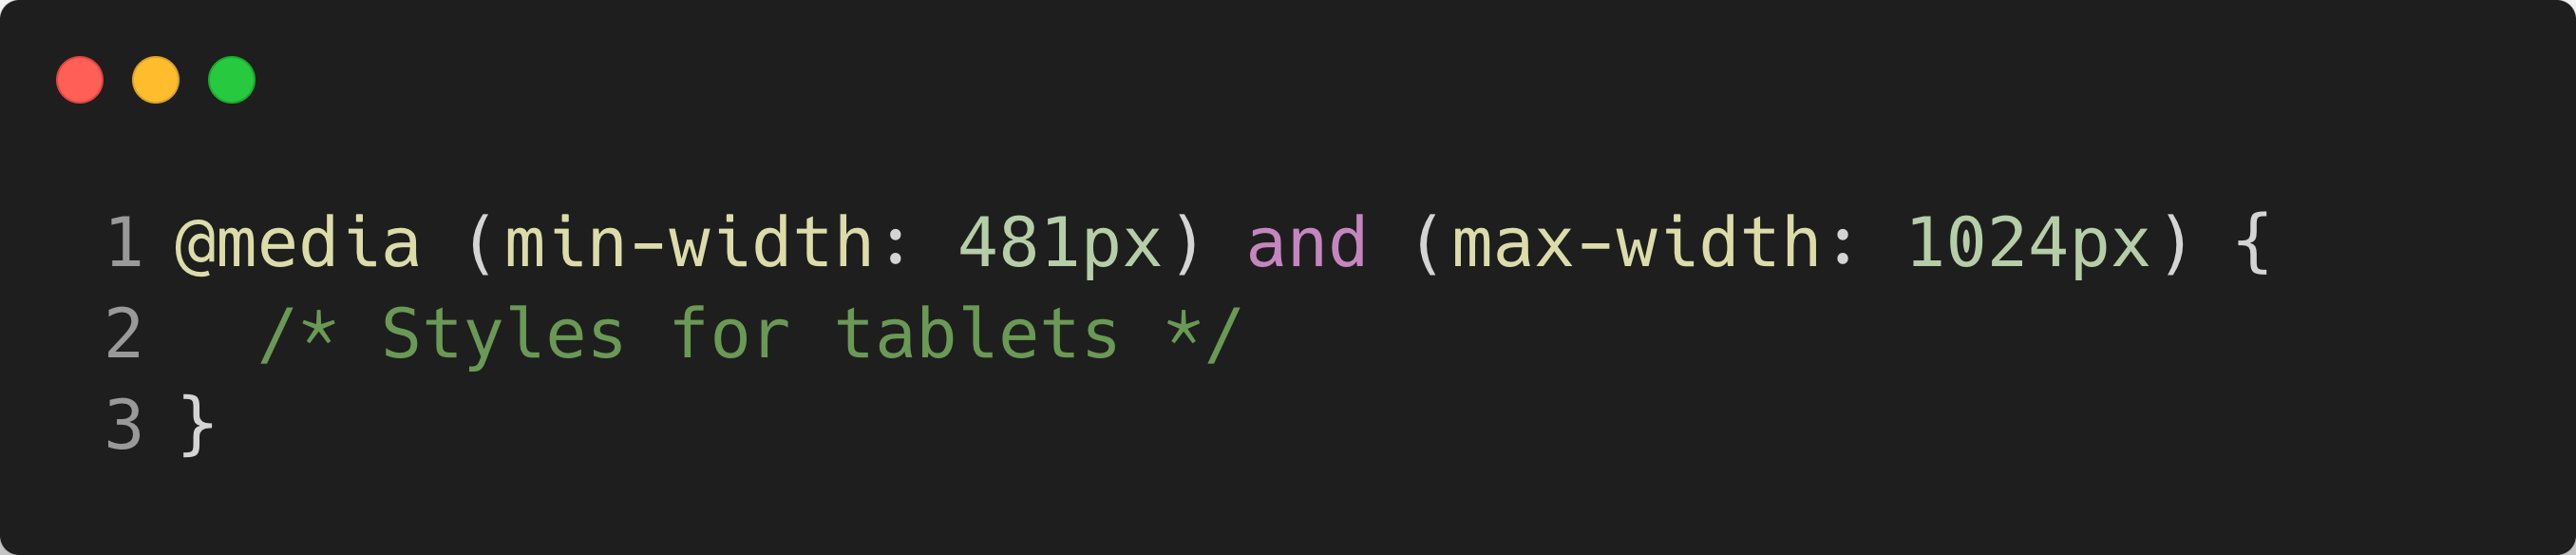 1 @media (min-width: 481px) and (max-width: 1024px) {
2   /* Styles for tablets */
3 }